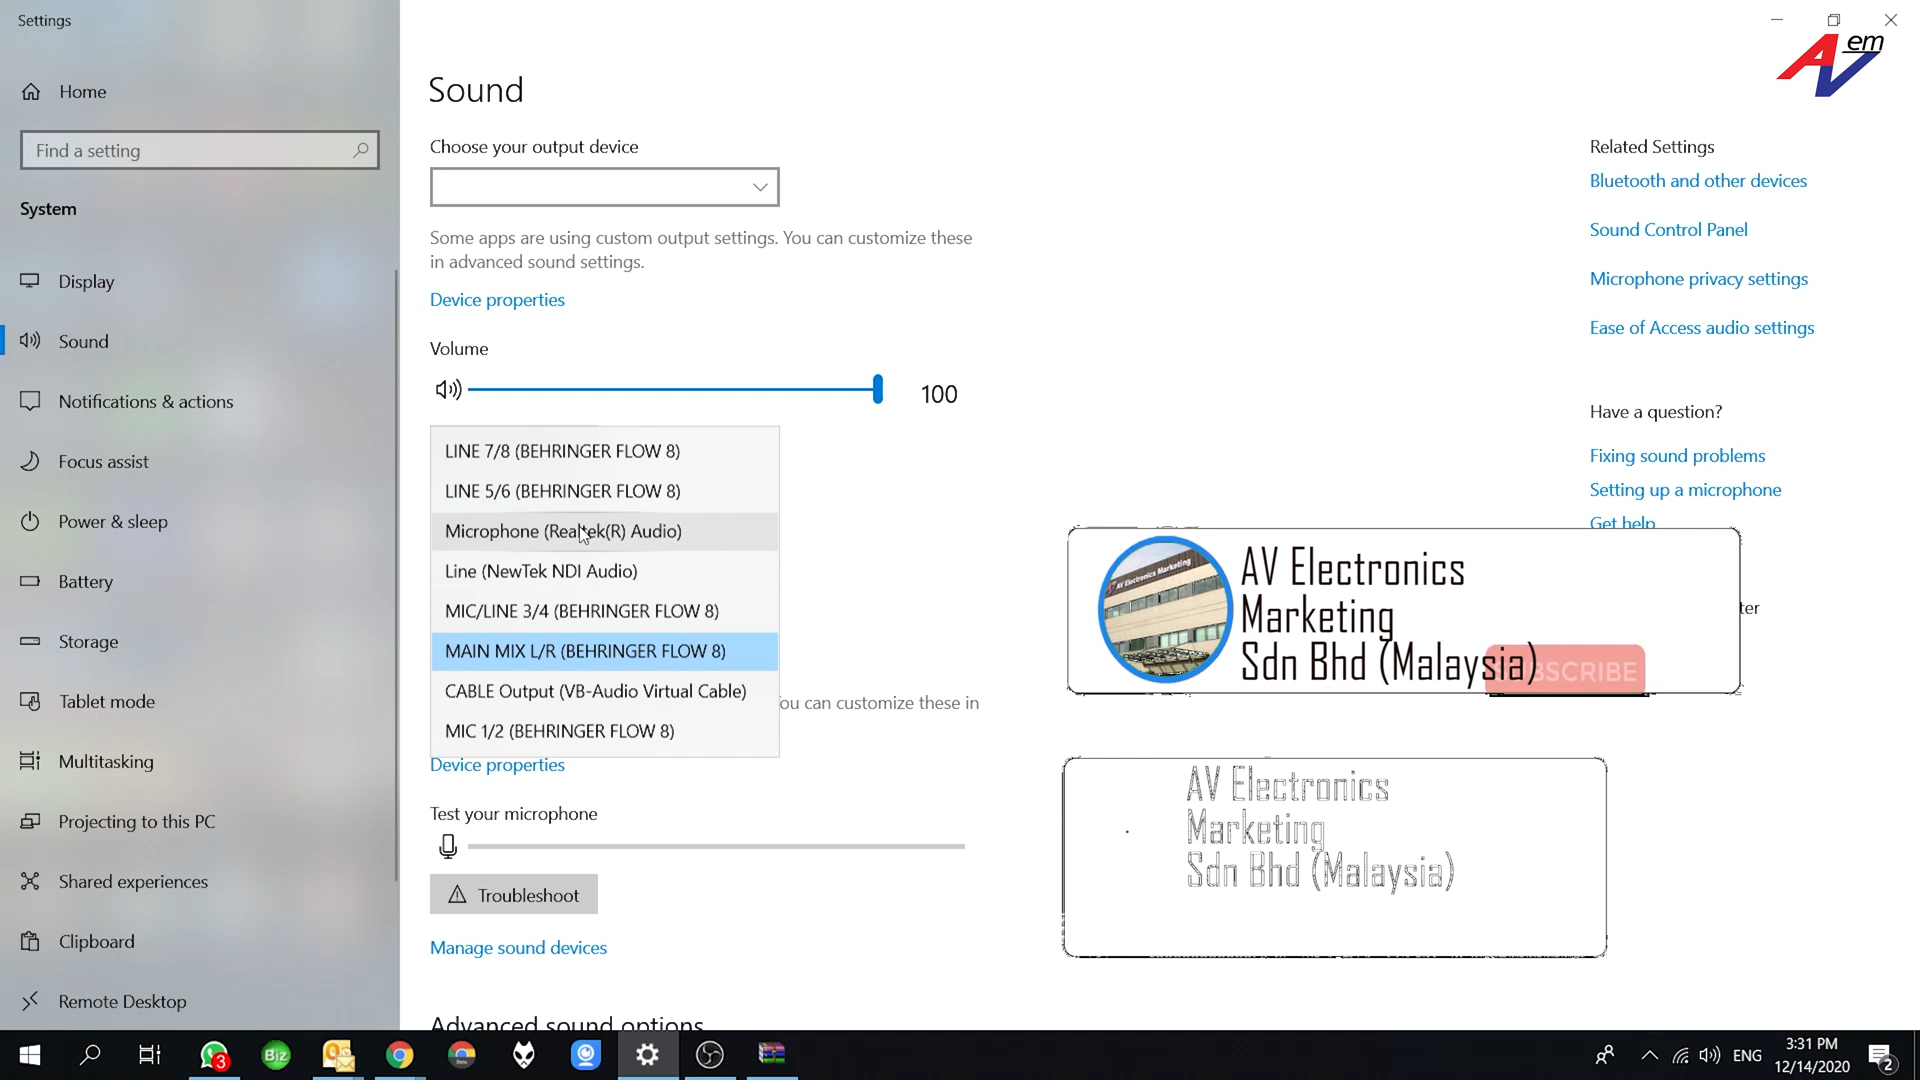 Settings
em
AV
Home
Find a setting
System
Display
Sound
Notifications & actions
Focus assist
Power & sleep
Battery
Storage
Tablet mode
Multitasking
Projecting to this PC
Shared experiences
Clipboard
Remote Desktop
Sound
Choose your output device
Some apps are using custom output settings. You can customize these
in advanced sound settings.
Device properties
Volume
100
LINE 7/8 (BEHRINGER FLOW 8)
LINE 5/6 (BEHRINGER FLOW 8)
Microphone (Realtek(R) Audio)
Line (NewTek NDI Audio)
MIC/LINE 3/4 (BEHRINGER FLOW 8)
MAIN MIX L/R (BEHRINGER FLOW 8)
CABLE Output (VB-Audio Virtual Cable)
ou can customize these in
MIC 1/2 (BEHRINGER FLOW 8)
Device properties
Test your microphone
Troubleshoot
Manage sound devices
Advanced sound options
Related Settings
Bluetooth and other devices
Sound Control Panel
Microphone privacy settings
Ease of Access audio settings
Have a question?
Fixing sound problems
Setting up a microphone
Get help
ter
AV Electronics Marketing
AV Electronics
Marketing
Sdn Bhd (Malaysia)
SCRIBE
AV Electronics
Marketing
Sdn Bhd (Malaysia)
3
Biz
ENG
3:31 PM
12/14/2020
2